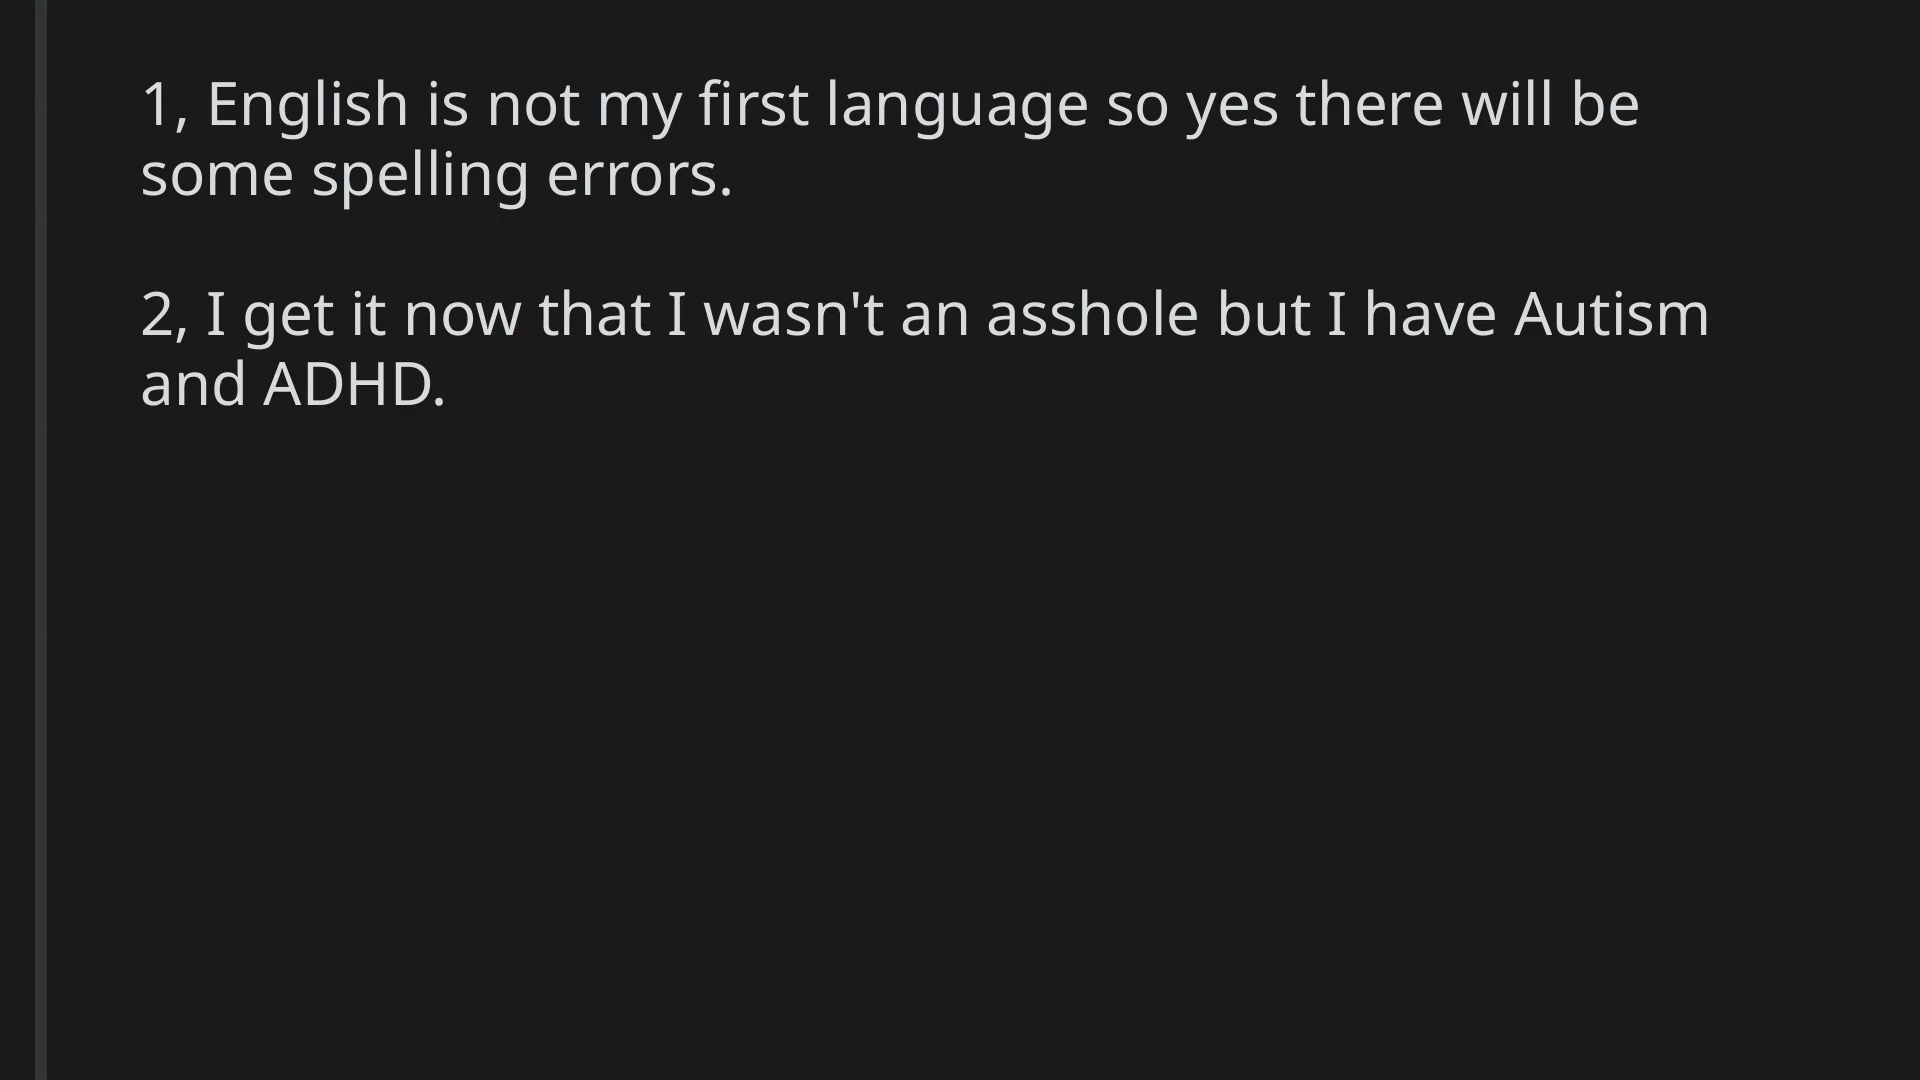 1, English is not my first language so yes there will be
some spelling errors.
2, I get it now that I wasn't an asshole but I have Autism
and ADHD.